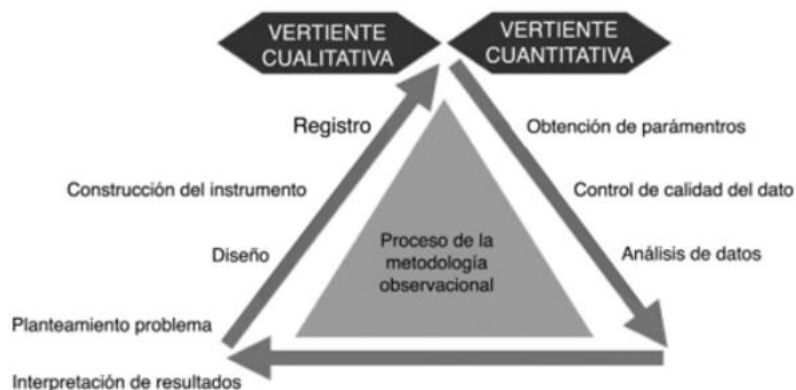 VERTIENTE
CUALITATIVA
VERTIENTE
CUANTITATIVA
Registro
Obtención de parámentros
Construcción del instrumento
Control de calidad del dato
Diseño
Proceso de la
metodología
observacional
Análisis de datos
Planteamiento problema
Interpretación de resultados